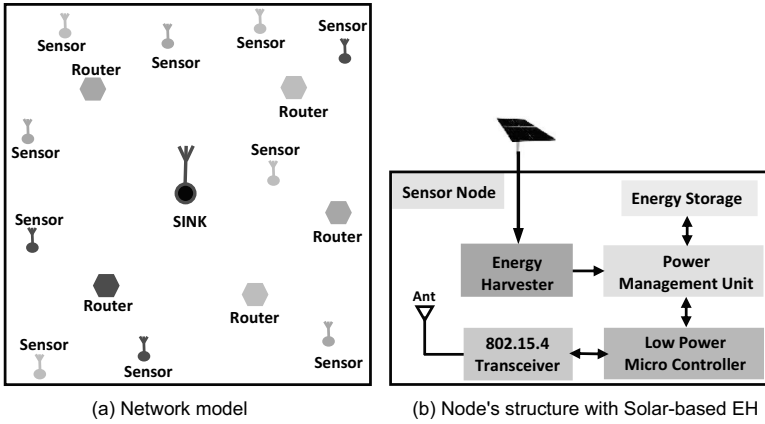 Sensor
Sensor
Sensor
Sensor
Router
Router
Sensor
Sensor
SINK
Sensor
Router
Router
Router
Sensor
Sensor
Sensor
(a) Network model
Sensor Node
Energy Storage
Energy
Harvester
Power
Management Unit
Ant
802.15.4
Transceiver
Low Power
Micro Controller
(b) Node's structure with Solar-based EH